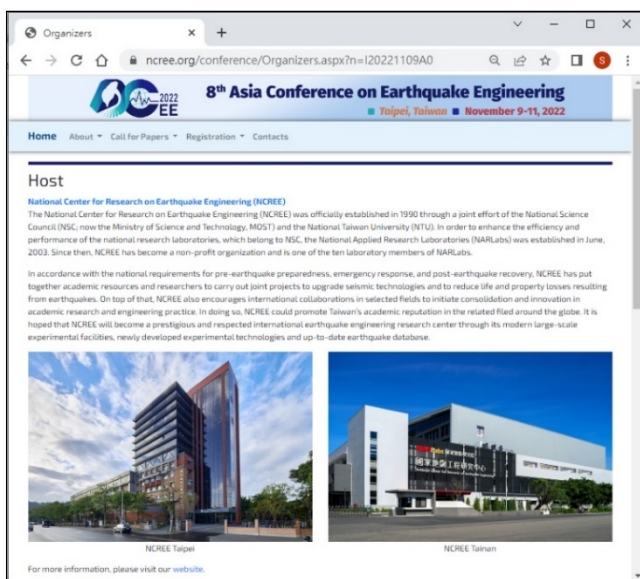 Organizers
ncree.org/conference/Organizers.aspx?n=I20221109A0
S
2022
EE
8th Asia Conference on Earthquake Engineering
Taipei, Taiwan November 9-11, 2022
Home About Call for Papers Registration Contacts
Host
National Center for Research on Earthquake Engineering (NCREE)
The National Center for Research on Earthquake Engineering (NCREE) was officially established in 1990 through a joint effort of the National Science
Council (NSC; now the Ministry of Science and Technology, MOST) and the National Taiwan University (NTU). In order to enhance the efficiency and
performance of the national research laboratories, which belong to NSC, the National Applied Research Laboratories (NARLabs) was established in June,
2003. Since then, NCREE has become a non-profit organization and is one of the ten laboratory members of NARLabs.
In accordance with the national requirements for pre-earthquake preparedness, emergency response, and post-earthquake recovery, NCREE has put
together academic resources and researchers to carry out joint projects to upgrade seismic technologies and to reduce life and property losses resulting
from earthquakes. On top of that, NCREE also encourages international collaborations in selected fields to initiate consolidation and innovation in
academic research and engineering practice. In doing so, NCREE could promote Taiwan's academic reputation in the related filed around the globe. It is
hoped that NCREE will become a prestigious and respected international earthquake engineering research center through its modern large-scale
experimental facilities, newly developed experimental technologies and up-to-date earthquake database.
國家地震工程研究中心
NCREE Taipei
NCREE Tainan
For more information, please visit our website.